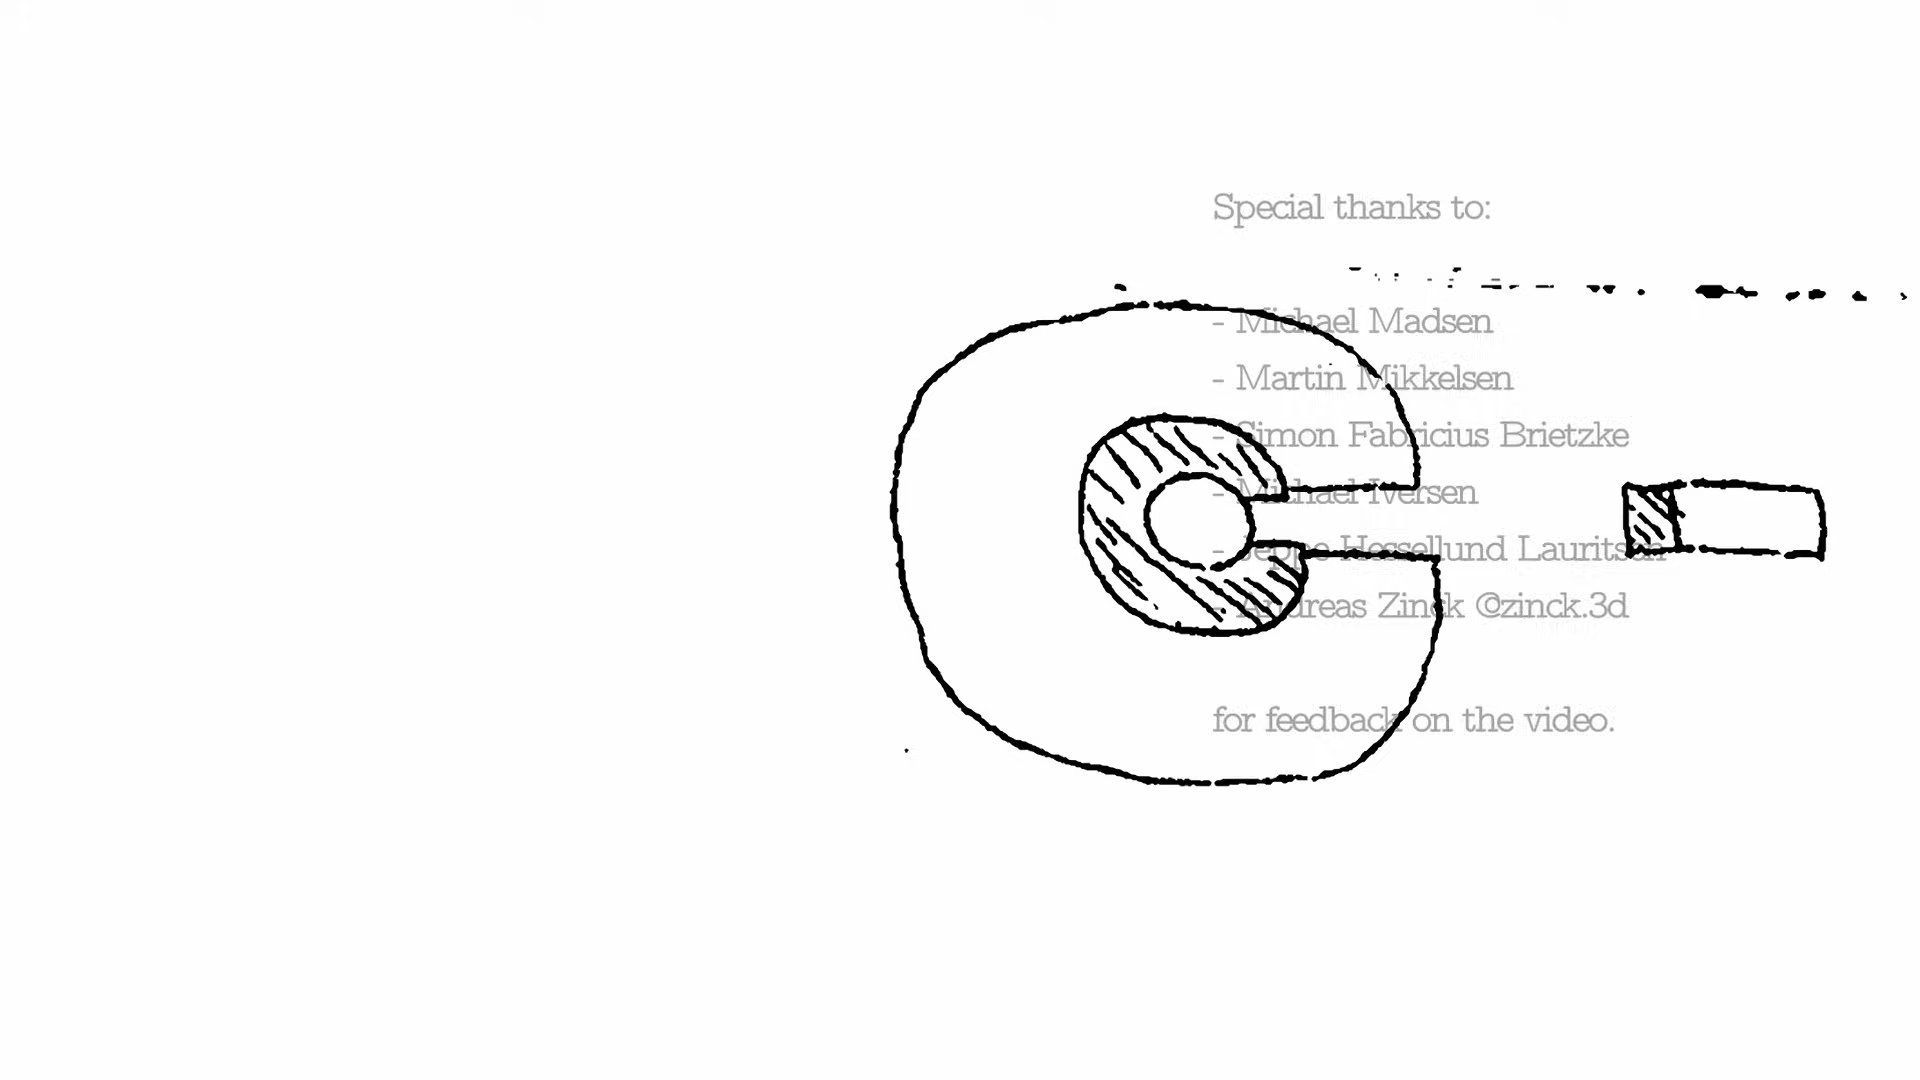 Special thanks to:
- Michael Madsen
- Martin Mikkelsen
- Simon Fabricius Brietzke
- Michael Iversen
- Jeppe Hessellund Lauritsen
- Andreas Zinck ©zinck.3d
for feedback on the video.